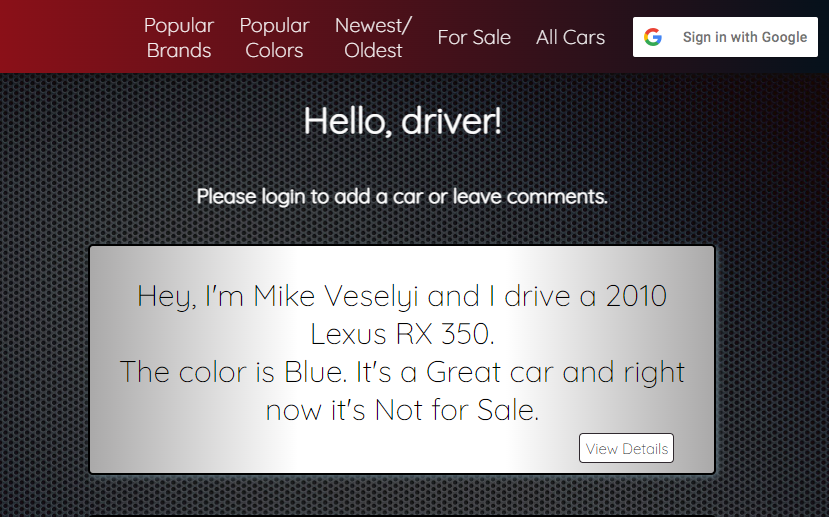 Popular Brands
Popular Colors
Newest/ Oldest
For Sale
All Cars
Sign in with Google
Hello, driver!
Please login to add a car or leave comments.
Hey, I'm Mike Veselyi and I drive a 2010
Lexus RX 350.
The color is Blue. It's a Great car and right
now it's Not for Sale.
View Details